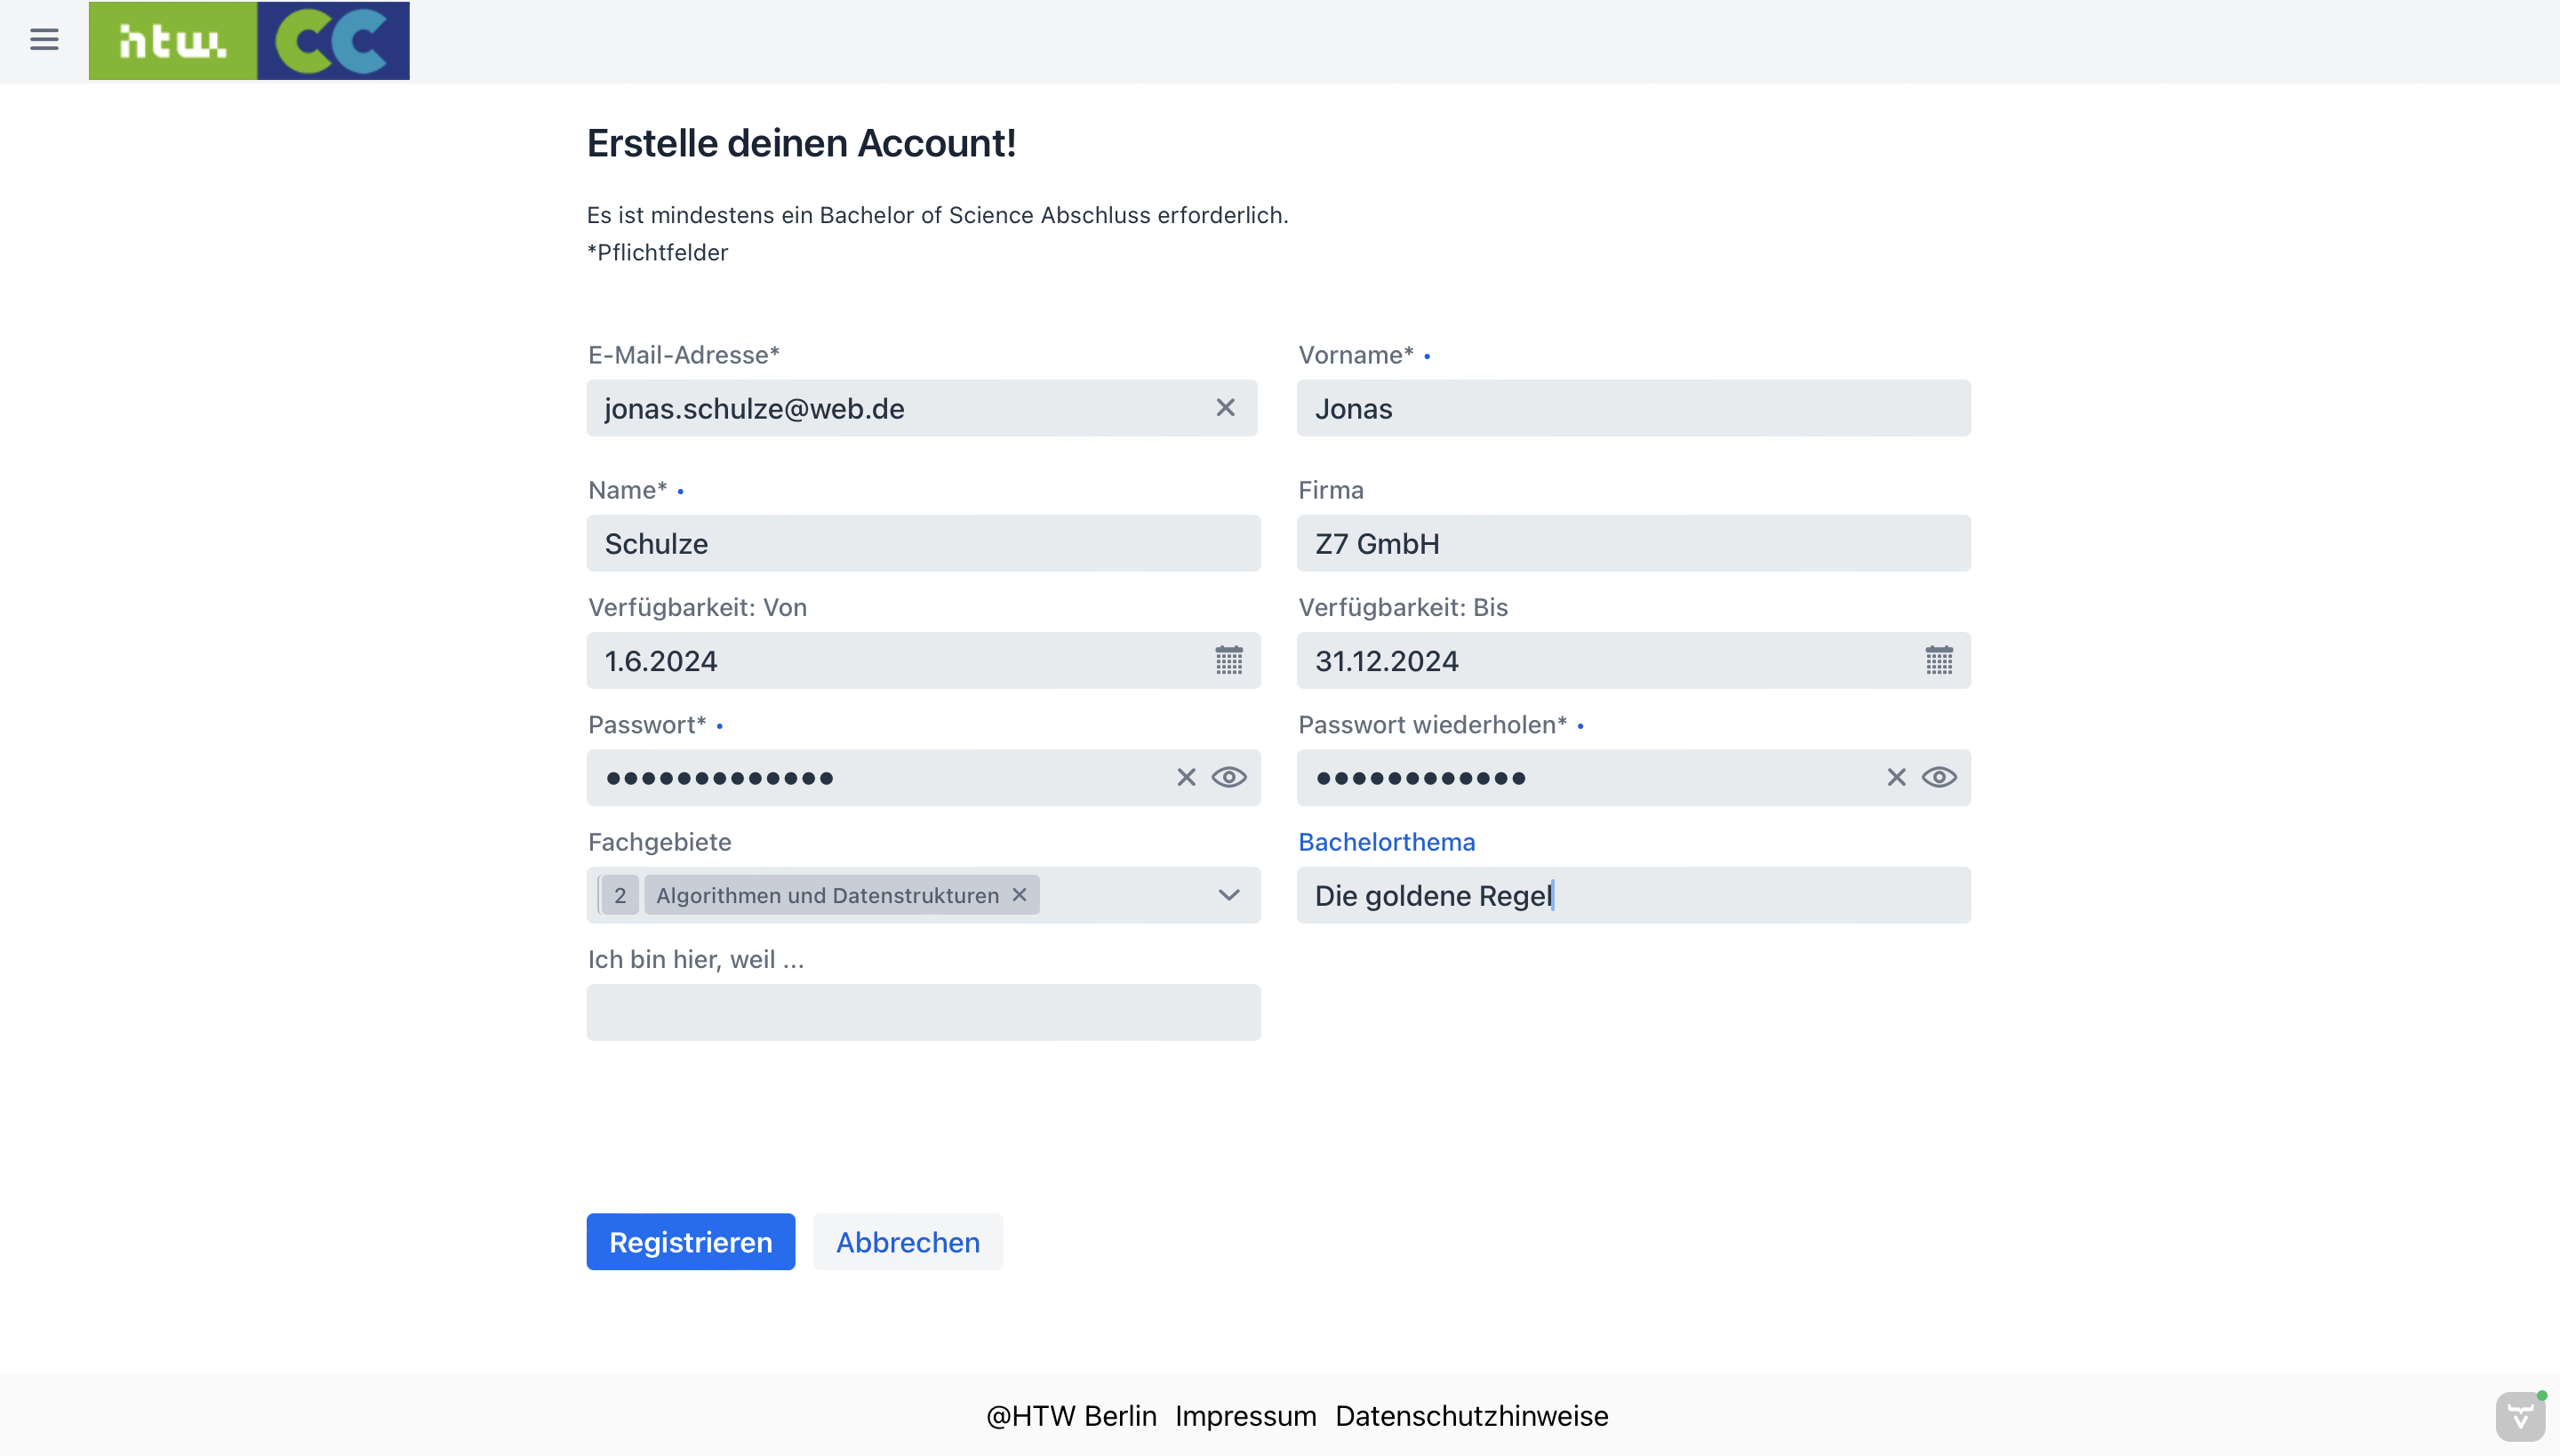 htw. CC
Erstelle deinen Account!
Es ist mindestens ein Bachelor of Science Abschluss erforderlich.
*Pflichtfelder
E-Mail-Adresse* Vorname* •
jonas.schulze@web.de Jonas
Name* • Firma
Schulze Z7 GmbH
Verfügbarkeit: Von Verfügbarkeit: Bis
1.6.2024 31.12.2024
Passwort* • Passwort wiederholen* •
••••••••••••• ••••••••••••
Fachgebiete Bachelorthema
2 Algorithmen und Datenstrukturen Die goldene Regel
Ich bin hier, weil ...
Registrieren Abbrechen
@HTW Berlin Impressum Datenschutzhinweise